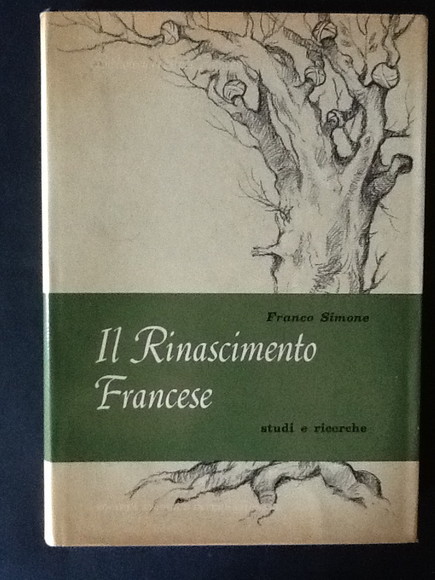 Franco Simone
Il Rinascimento
Francese
studi e ricerche